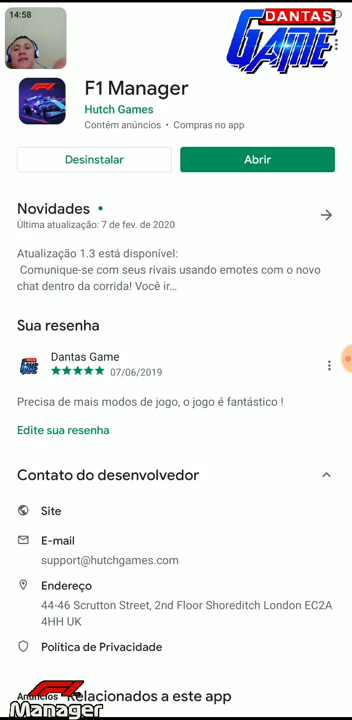 14:58
DANTAS
GAME
F1 Manager
Hutch Games
Contém anúncios • Compras no app
Desinstalar
Abrir
Novidades •
Última atualização: 7 de fev. de 2020
Atualização 1.3 está disponível:
Comunique-se com seus rivais usando emotes com o novo
chat dentro da corrida! Você ir...
Sua resenha
Dantas Game
07/06/2019
Precisa de mais modos de jogo, o jogo é fantástico !
Edite sua resenha
Contato do desenvolvedor
Site
E-mail
support@hutchgames.com
Endereço
44-46 Scrutton Street, 2nd Floor Shoreditch London EC2A
4HH UK
Política de Privacidade
Anúncios Relacionados a este app
Manager